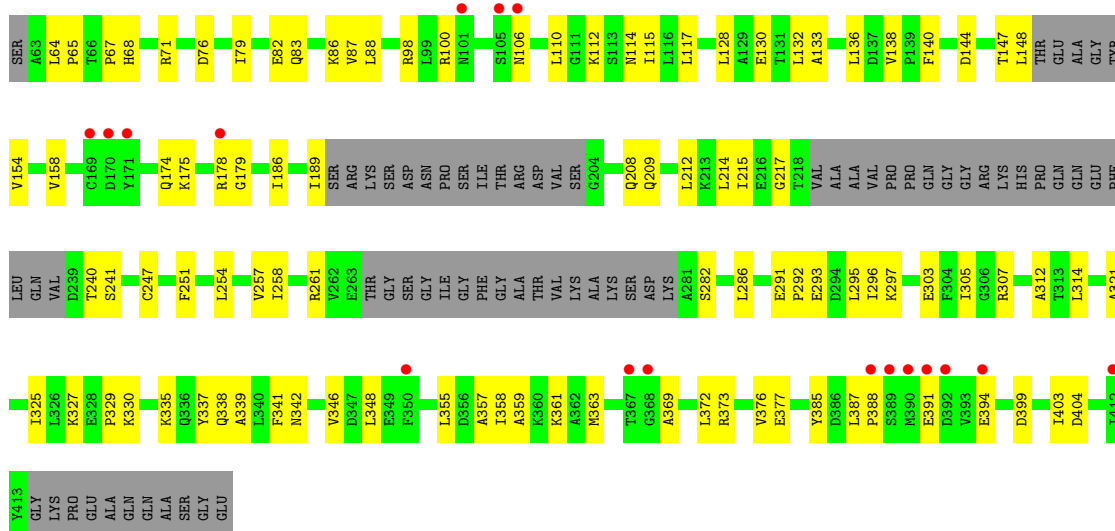 SER A63 L64 P65 T66 P67 H68 R71 D76 I79 E82 Q83 K86 V87 L88 R98 L99 R100 N101 S105 N106 L110 G111 K112 S113 N114 I115 L116 L117 L128 A129 E130 T131 L132 A133 L136 D137 V138 P139 F140 D144 T147 L148 THR GLU ALA GLY TYR
V154 V158 C169 D170 Y171 Q174 K175 R178 G179 I186 I189 SER ARG LYS SER ASP ASN PRO SER ILE THR ARG ASP VAL SER G204 Q208 Q209 L212 K213 L214 I215 E216 G217 T218 VAL ALA ALA VAL PRO PRO GLN GLY GLY ARG LYS HIS PRO GLN GLN GLU PHE
LEU GLN VAL D239 T240 S241 C247 F251 L254 V257 I258 R261 V262 E263 THR GLY SER GLY ILE GLY PHE GLY ALA THR VAL LYS ALA LYS SER ASP LYS A281 S282 L286 E291 P292 E293 D294 L295 I296 K297 E303 F304 I305 G306 R307 A312 T313 L314 A321
I325 L326 K327 E328 P329 K330 K335 Q336 Y337 Q338 A339 L340 F341 N342 V346 D347 L348 E349 F350 L355 D356 A357 I358 A359 K360 K361 A362 M363 T367 G368 A369 L372 R373 V376 E377 Y385 D386 L387 P388 S389 M390 E391 D392 V393 E394 D399 I403 D404
Y413 GLY LYS PRO GLU ALA GLN GLN ALA SER GLY GLU